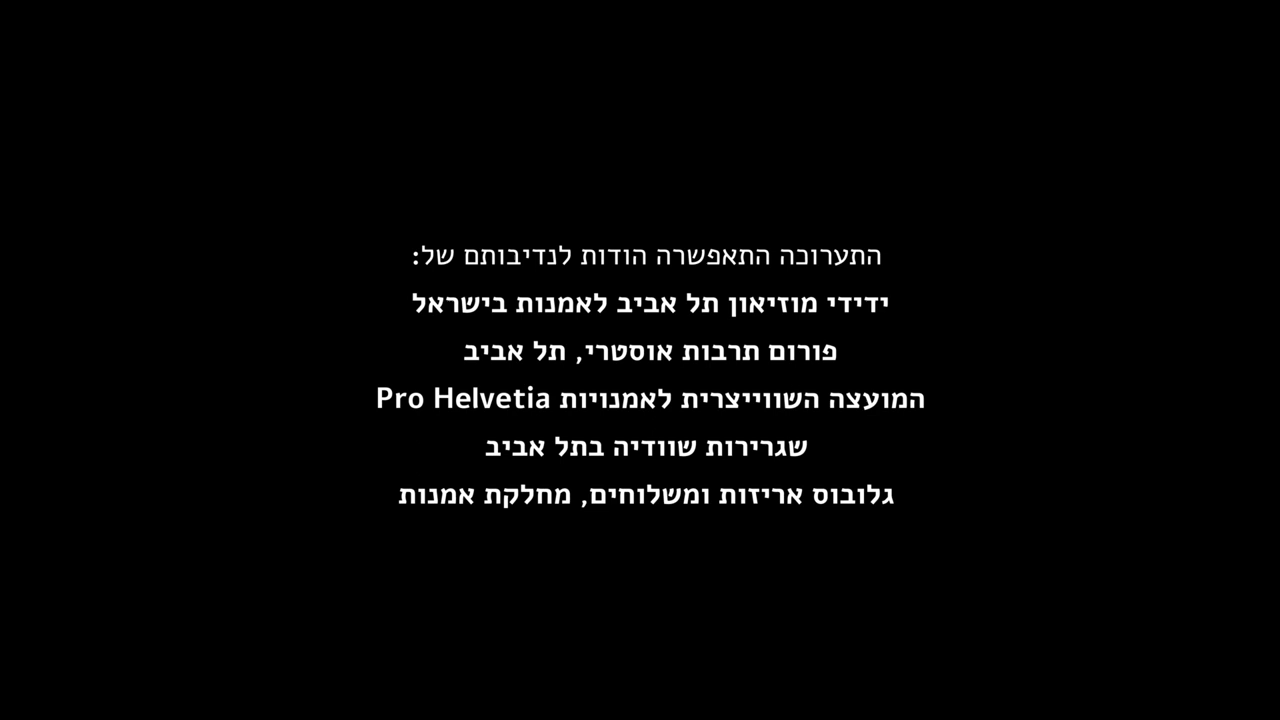 התערוכה התאפשרה הודות לנדיבותם של:
ידידי מוזיאון תל אביב לאמנות בישראל
פורום תרבות אוסטרי, תל אביב
המועצה השווייצרית לאמנויות Pro Helvetia
שגרירות שוודיה בתל אביב
גלובוס אריזות ומשלוחים, מחלקת אמנות